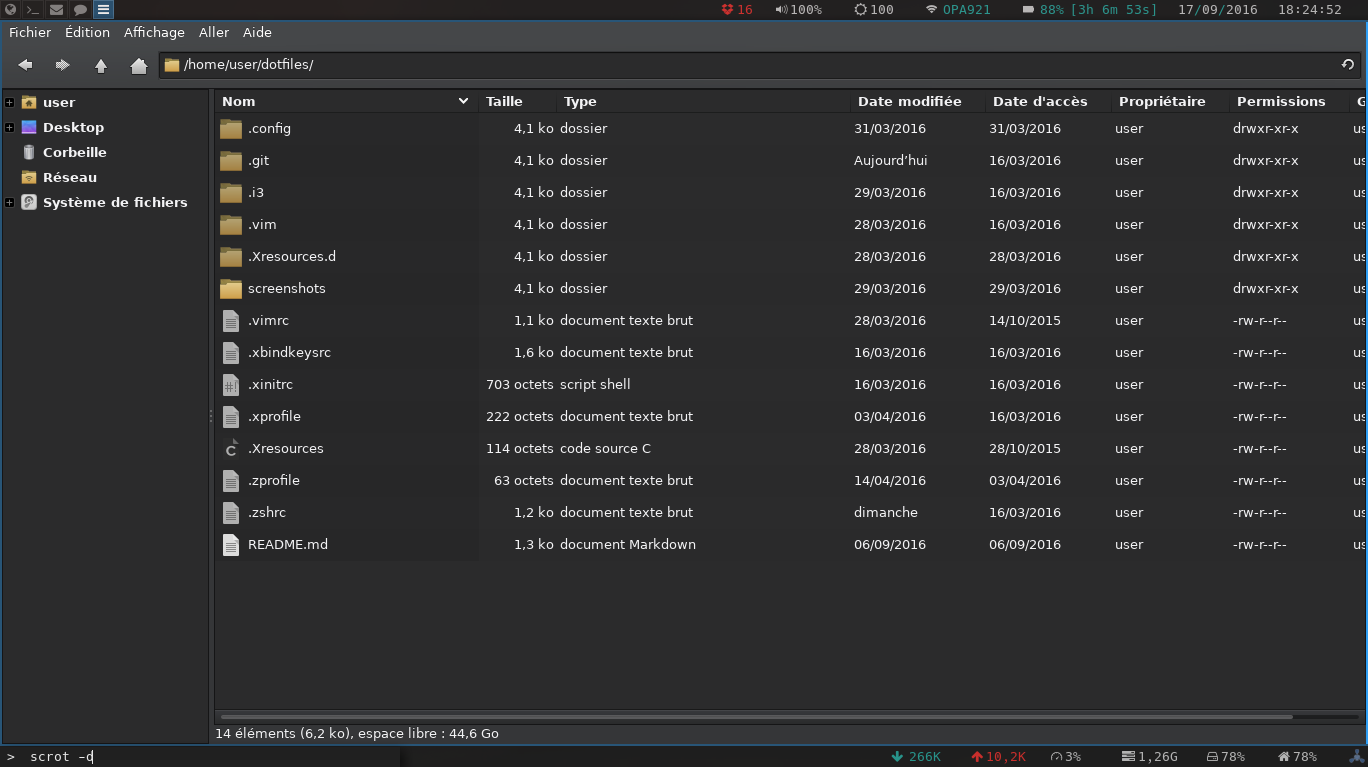 16 100% 100 OPA921 88% [3h 6m 53s] 17/09/2016 18:24:52
Fichier Édition Affichage Aller Aide
/home/user/dotfiles/
user
Desktop
Corbeille
Réseau
Système de fichiers
Nom Taille Type Date modifiée Date d'accès Propriétaire Permissions G
.config 4,1 ko dossier 31/03/2016 31/03/2016 user drwxr-xr-x us
.git 4,1 ko dossier Aujourd’hui 16/03/2016 user drwxr-xr-x us
.i3 4,1 ko dossier 29/03/2016 16/03/2016 user drwxr-xr-x us
.vim 4,1 ko dossier 28/03/2016 16/03/2016 user drwxr-xr-x us
.Xresources.d 4,1 ko dossier 28/03/2016 28/03/2016 user drwxr-xr-x us
screenshots 4,1 ko dossier 29/03/2016 29/03/2016 user drwxr-xr-x us
.vimrc 1,1 ko document texte brut 28/03/2016 14/10/2015 user -rw-r--r-- us
.xbindkeysrc 1,6 ko document texte brut 16/03/2016 16/03/2016 user -rw-r--r-- us
.xinitrc 703 octets script shell 16/03/2016 16/03/2016 user -rw-r--r-- us
.xprofile 222 octets document texte brut 03/04/2016 16/03/2016 user -rw-r--r-- us
.Xresources 114 octets code source C 28/03/2016 28/10/2015 user -rw-r--r-- us
.zprofile 63 octets document texte brut 14/04/2016 03/04/2016 user -rw-r--r-- us
.zshrc 1,2 ko document texte brut dimanche 16/03/2016 user -rw-r--r-- us
README.md 1,3 ko document Markdown 06/09/2016 06/09/2016 user -rw-r--r-- us
14 éléments (6,2 ko), espace libre : 44,6 Go
> scrot -d 266K 10,2K 3% 1,26G 78% 78%